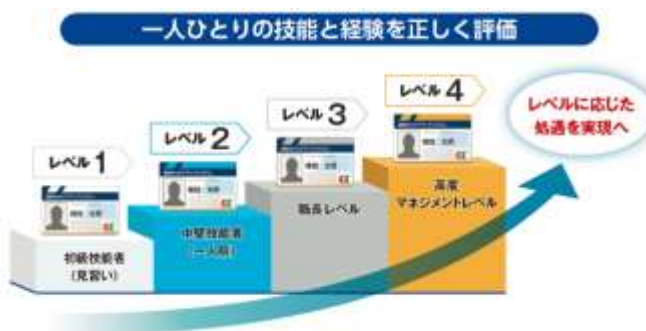 一人ひとりの技能と経験を正しく評価
レベル 1
レベル 2
レベル 3
レベル 4
レベルに応じた
処遇を実現へ
初級技能者
(見習い)
中堅技能者
(一人前)
職長レベル
高度
マネジメントレベル